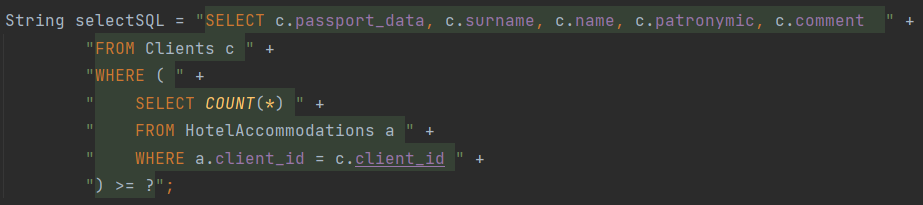 String selectSQL = "SELECT c.passport_data, c.surname, c.name, c.patronymic, c.comment  " +
        "FROM Clients c " +
        "WHERE ( " +
        "    SELECT COUNT(*) " +
        "    FROM HotelAccommodations a " +
        "    WHERE a.client_id = c.client_id " +
        ") >= ?";